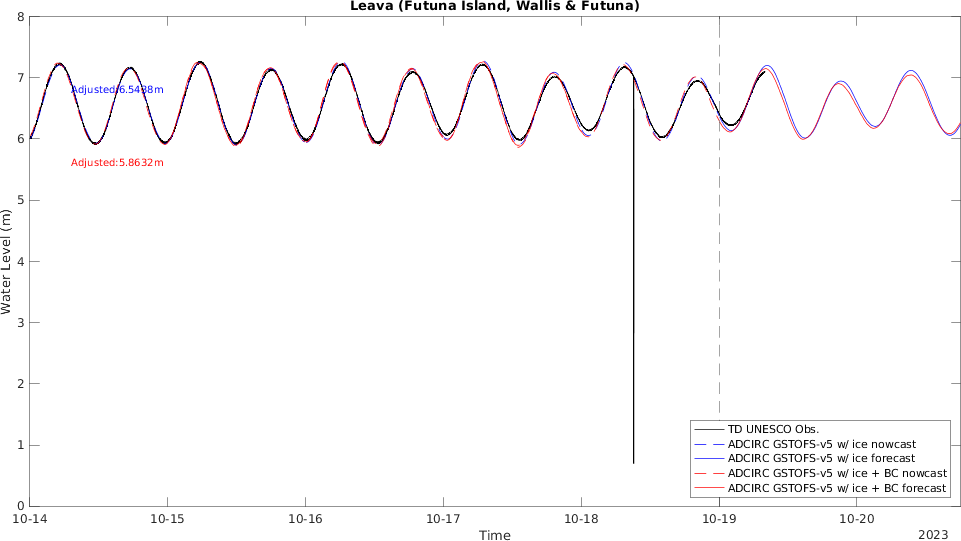 Leava (Futuna Island, Wallis & Futuna)
8
7
6
5
4
3
2
1
0
Water Level (m)
Adjusted:6.5438m
Adjusted:5.8632m
TD UNESCO Obs.
ADCIRC GSTOFS-v5 w/ ice nowcast
ADCIRC GSTOFS-v5 w/ ice forecast
ADCIRC GSTOFS-v5 w/ ice + BC nowcast
ADCIRC GSTOFS-v5 w/ ice + BC forecast
10-14 10-15 10-16 10-17 10-18 10-19 10-20
Time
2023